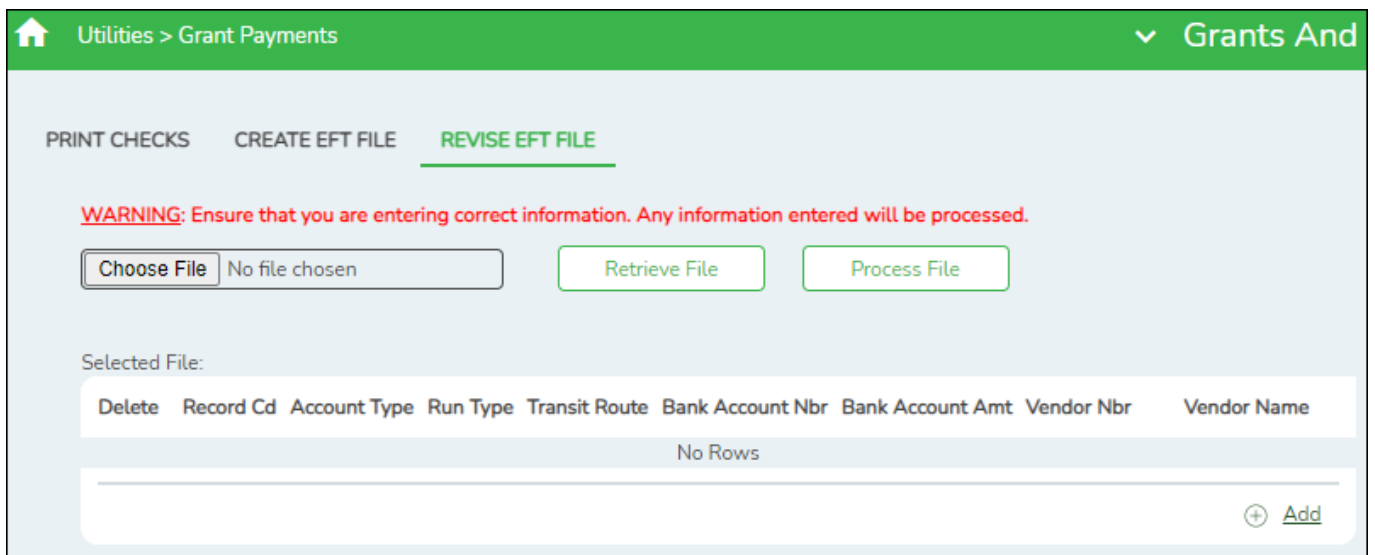 Utilities > Grant Payments
Grants And
PRINT CHECKS CREATE EFT FILE REVISE EFT FILE
WARNING: Ensure that you are entering correct information. Any information entered will be processed.
Choose File No file chosen Retrieve File Process File
Selected File:
Delete Record Cd Account Type Run Type Transit Route Bank Account Nbr Bank Account Amt Vendor Nbr Vendor Name
No Rows
Add